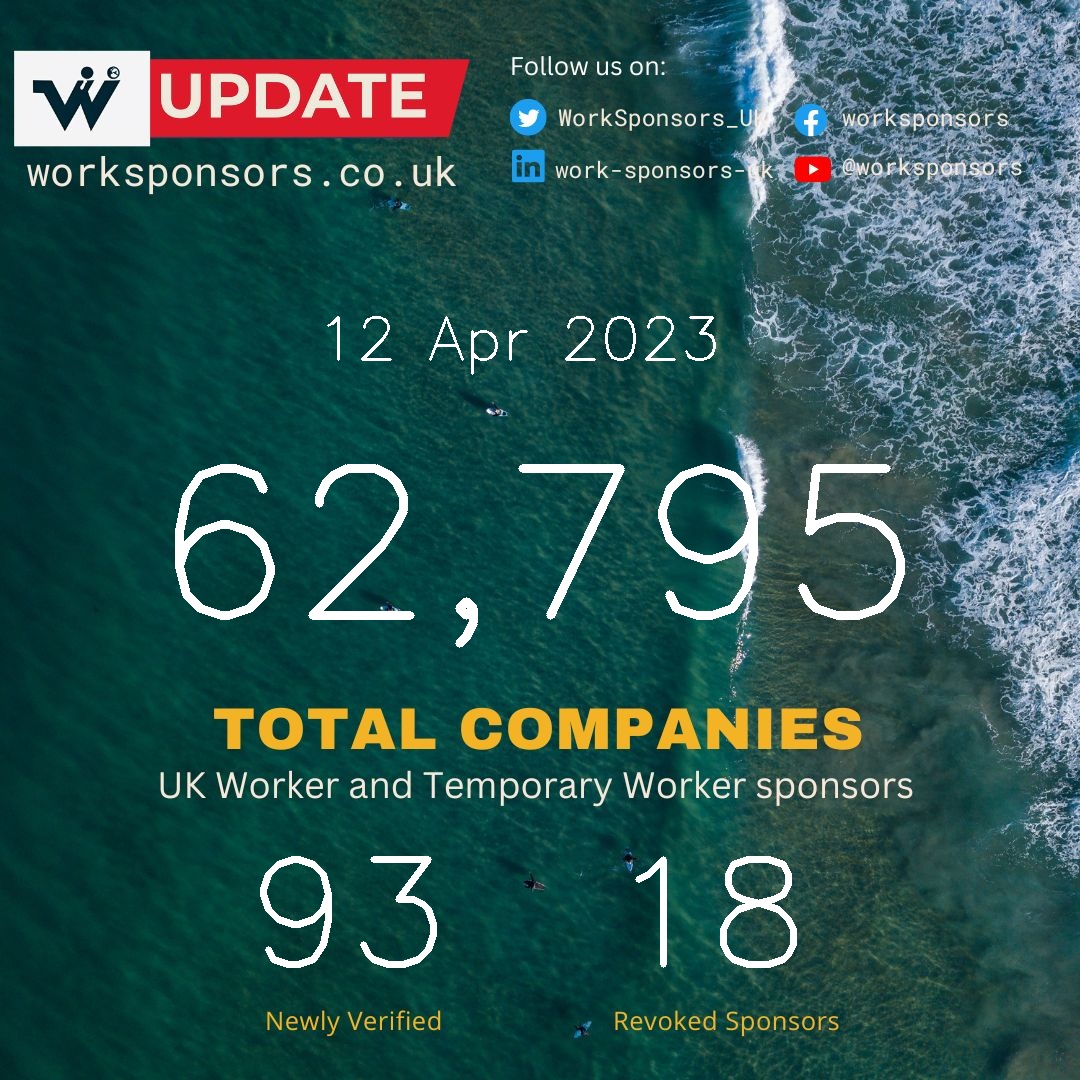 UPDATE
worksponsors.co.uk
Follow us on:
WorkSponsors_UK
worksponsors
work-sponsors-uk
@worksponsors
12 Apr 2023
62,795
TOTAL COMPANIES
UK Worker and Temporary Worker sponsors
93 18
Newly Verified Revoked Sponsors